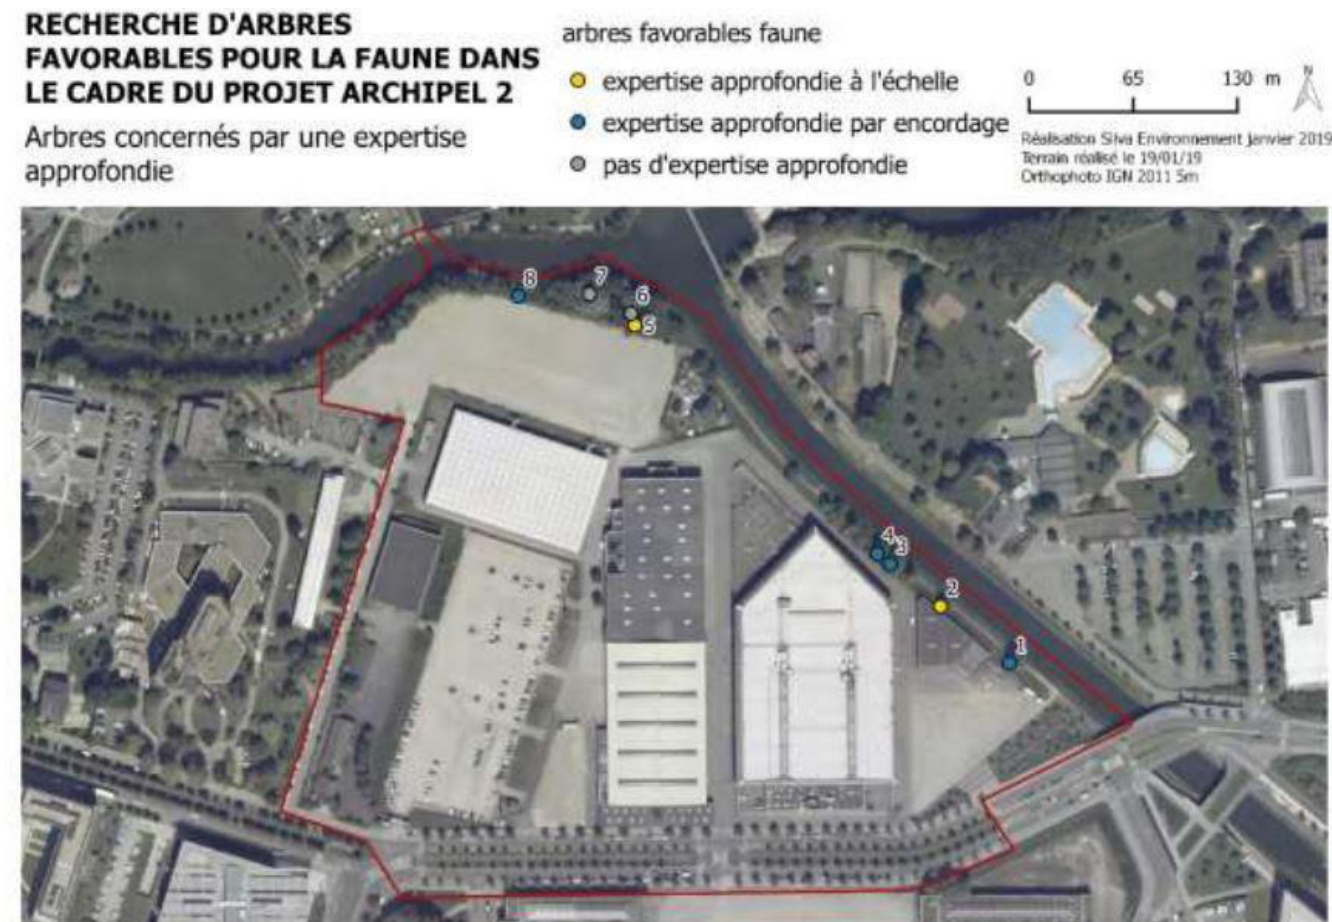 RECHERCHE D'ARBRES
FAVORABLES POUR LA FAUNE DANS
LE CADRE DU PROJET ARCHIPEL 2
Arbres concernés par une expertise
approfondie
arbres favorables faune
expertise approfondie à l'échelle
expertise approfondie par encordage
pas d'expertise approfondie
0 65 130 m
N
Réalisation Silva Environnement janvier 2019
Terrain réalisé le 19/01/19
Orthophoto IGN 2011 5m
8
7
6
5
4
3
2
1